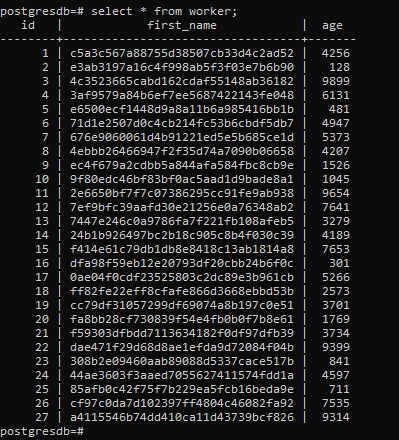 postgresdb=# select * from worker;
id | first_name | age
--------+----------------------------------+-------
1 | c5a3c567a88755d38507cb33d4c2ad52 | 4256
2 | e3ab3197a16c4f998ab5f3f03e7b6b90 | 128
3 | 4c3523665cabd162cdaf55148ab36182 | 9899
4 | 3af9579a84b6ef7ee5687422143fe048 | 6131
5 | e6500ecf1448d9a8a11b6a985416bb1b | 481
6 | 71d1e2507d0c4cb214fc53b6cbdf5db7 | 4947
7 | 676e9060061d4b91221ed5e5b685ce1d | 5373
8 | 4ebbb26466947f2f35d74a7090b06658 | 4207
9 | ec4f679a2cdbb5a844afa584fbc8cb9e | 1526
10 | 9f80edc46bf83bf0ac5aad1d9bade8a1 | 1045
11 | 2e6650bf7f7c07386295cc91fe9ab938 | 9654
12 | 7ef9bfc39aafd30e21256e0a76348ab2 | 7641
13 | 7447e246c0a9786fa7f221fb108afeb5 | 3279
14 | 24b1b926497bc2b18c905c8b4f030c39 | 4189
15 | f414e61c79db1db8e8418c13ab1814a8 | 7653
16 | dfa98f59eb12e20793df20cbb24b6f0c | 301
17 | 0ae04f0cdf23525803c2dc89e3b961cb | 5266
18 | ff82fe22eff8cfafe866d3668ebbd53b | 2573
19 | cc79df31057299df69074a8b197c0e51 | 3701
20 | fa8bb28cf730839f54e4fb0b0f7b8e61 | 1769
21 | f59303dfbdd7113634182f0df97dfb39 | 3734
22 | dae471f29d68d8ae1efda9d72084f04b | 9399
23 | 308b2e09460aab89088d5337cace517b | 841
24 | 44ae3603f3aaed7055627411574fdd1a | 4597
25 | 85afb0c42f75f7b229ea5fcb16beda9e | 711
26 | cf97c0da7d102397ff4804c46082fa92 | 7535
27 | a4115546b74dd410ca11d43739bcf826 | 9314
postgresdb=#